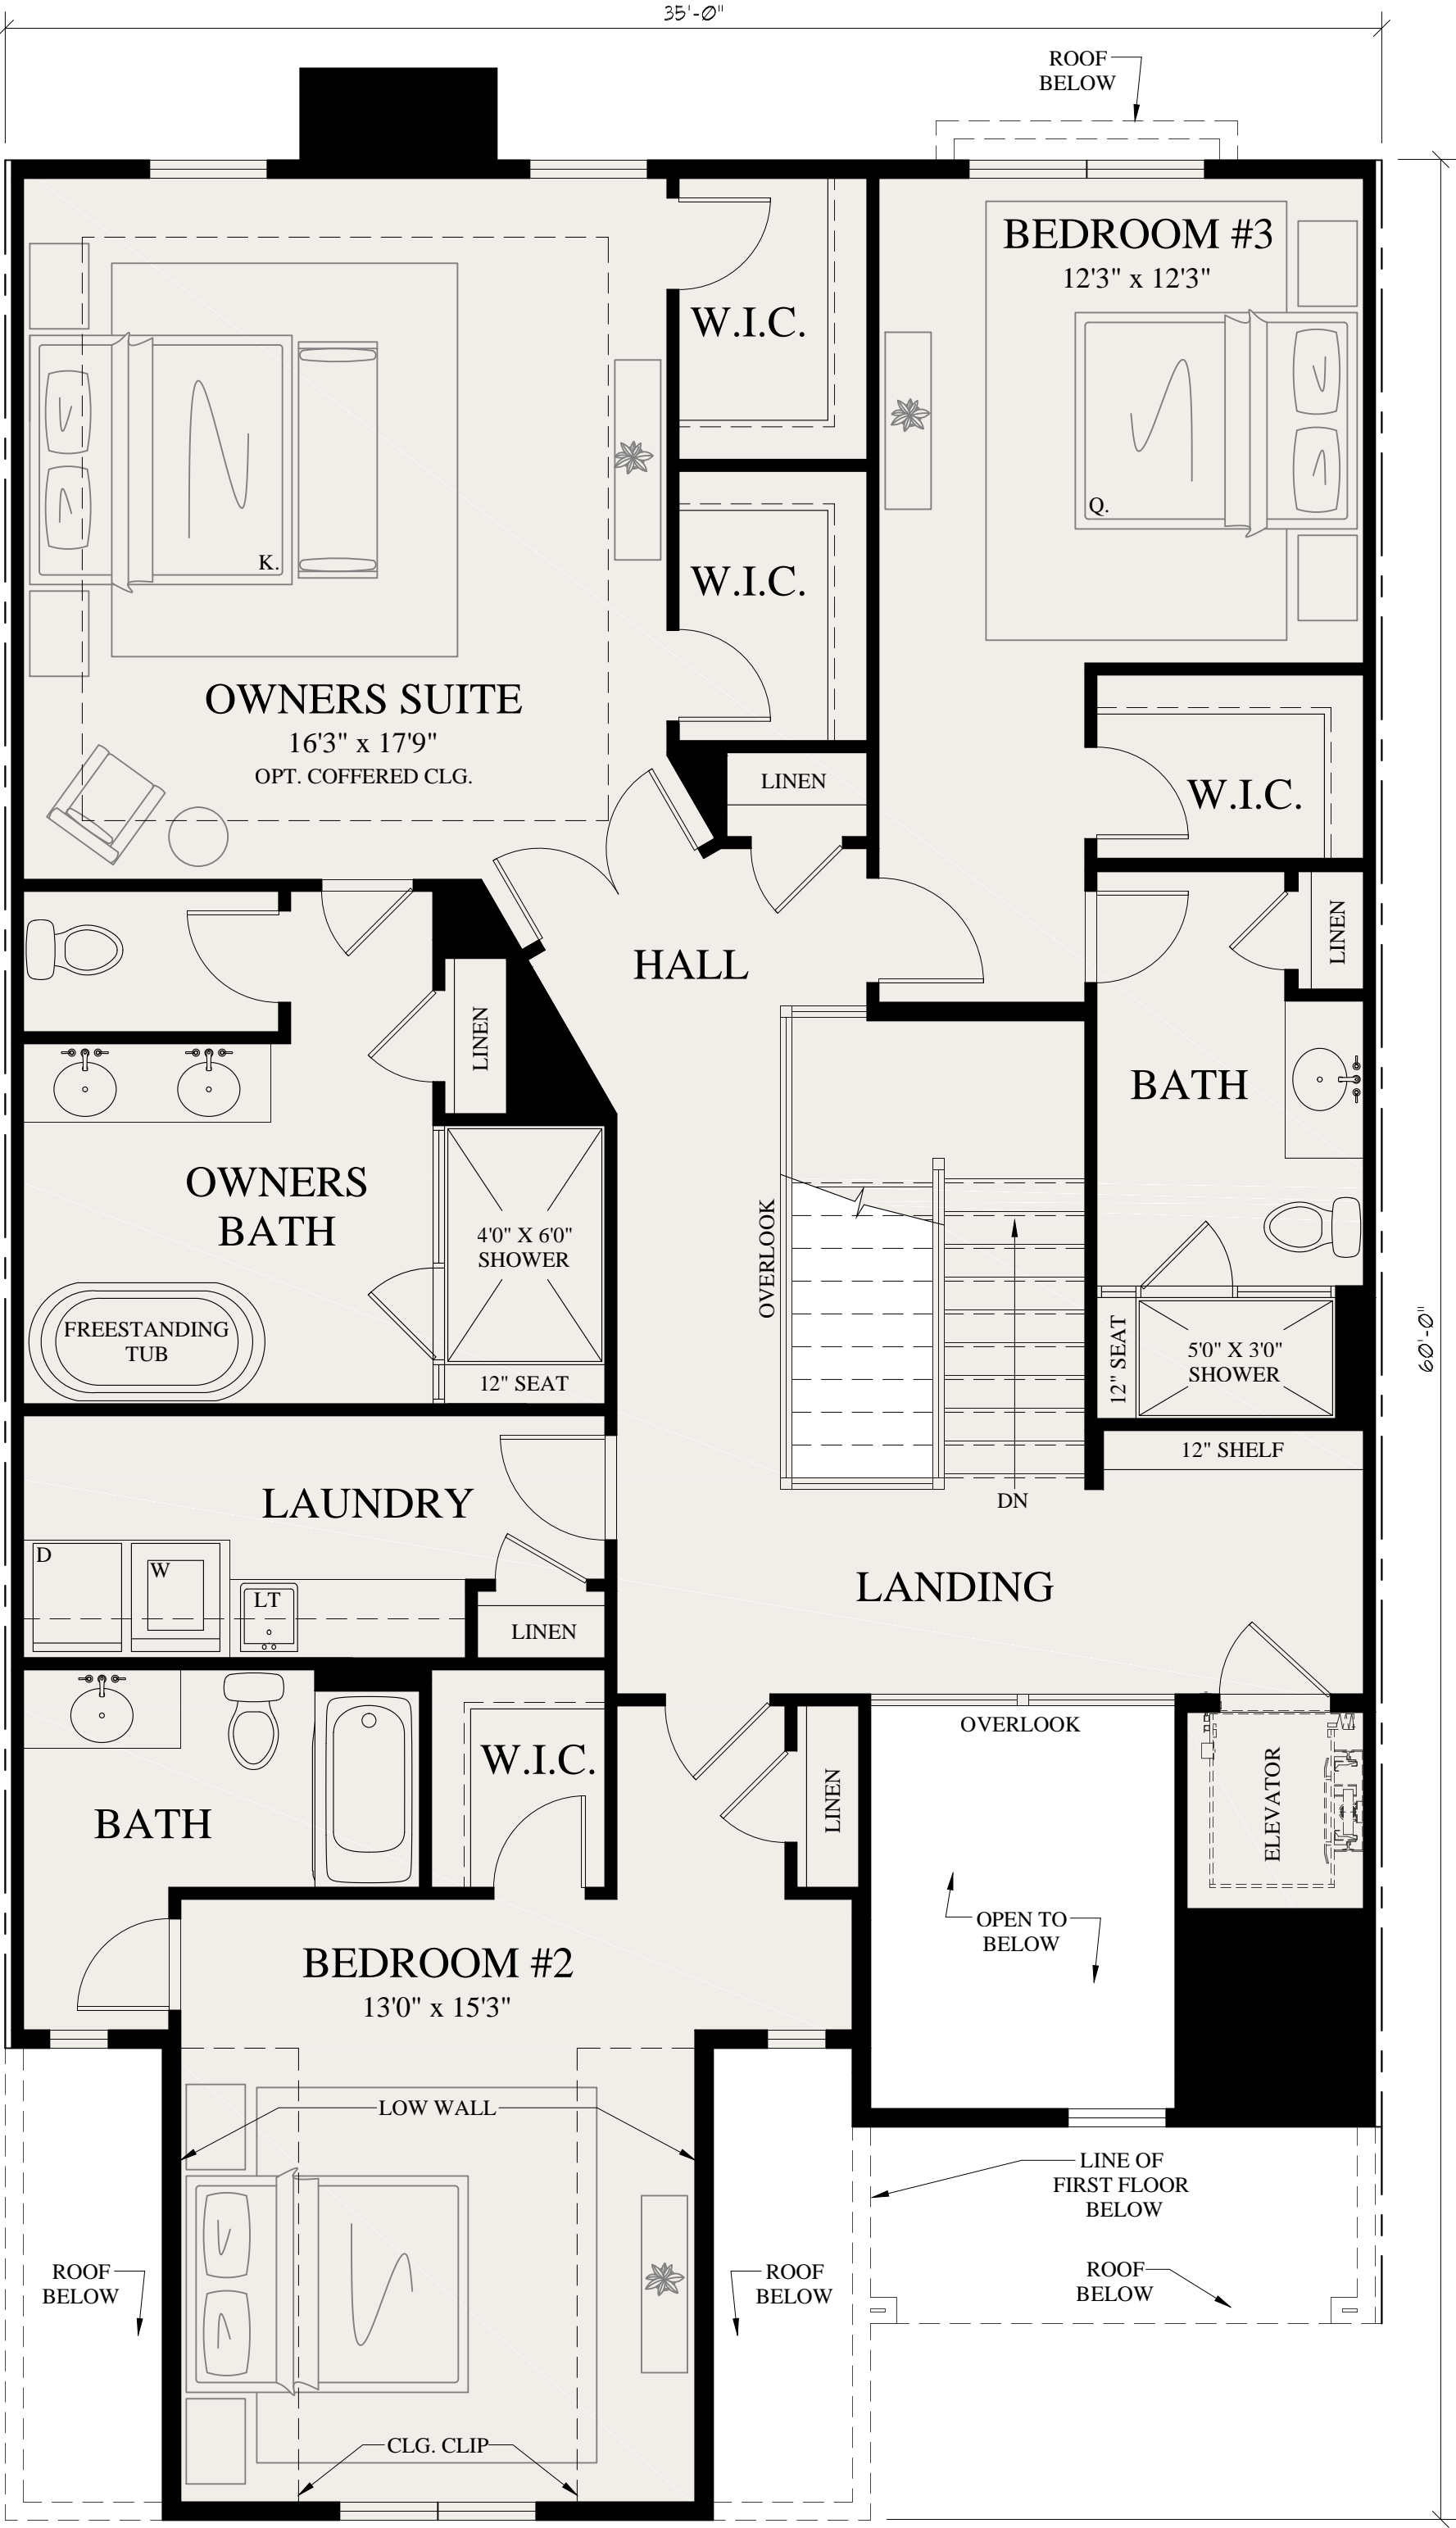 35'-0"
ROOF
BELOW
BEDROOM #3
12'3" x 12'3"
W.I.C.
Q.
K.
W.I.C.
OWNERS SUITE
16'3" x 17'9"
OPT. COFFERED CLG.
LINEN
W.I.C.
HALL
LINEN
LINEN
BATH
OWNERS
BATH
4'0" X 6'0"
SHOWER
OVERLOOK
FREESTANDING
TUB
12" SEAT
12" SEAT
5'0" X 3'0"
SHOWER
60'-0"
12" SHELF
LAUNDRY
DN
D
W
LT
LANDING
LINEN
OVERLOOK
W.I.C.
LINEN
ELEVATOR
BATH
OPEN TO
BELOW
BEDROOM #2
13'0" x 15'3"
LOW WALL
LINE OF
FIRST FLOOR
BELOW
ROOF
BELOW
ROOF
BELOW
ROOF
BELOW
CLG. CLIP